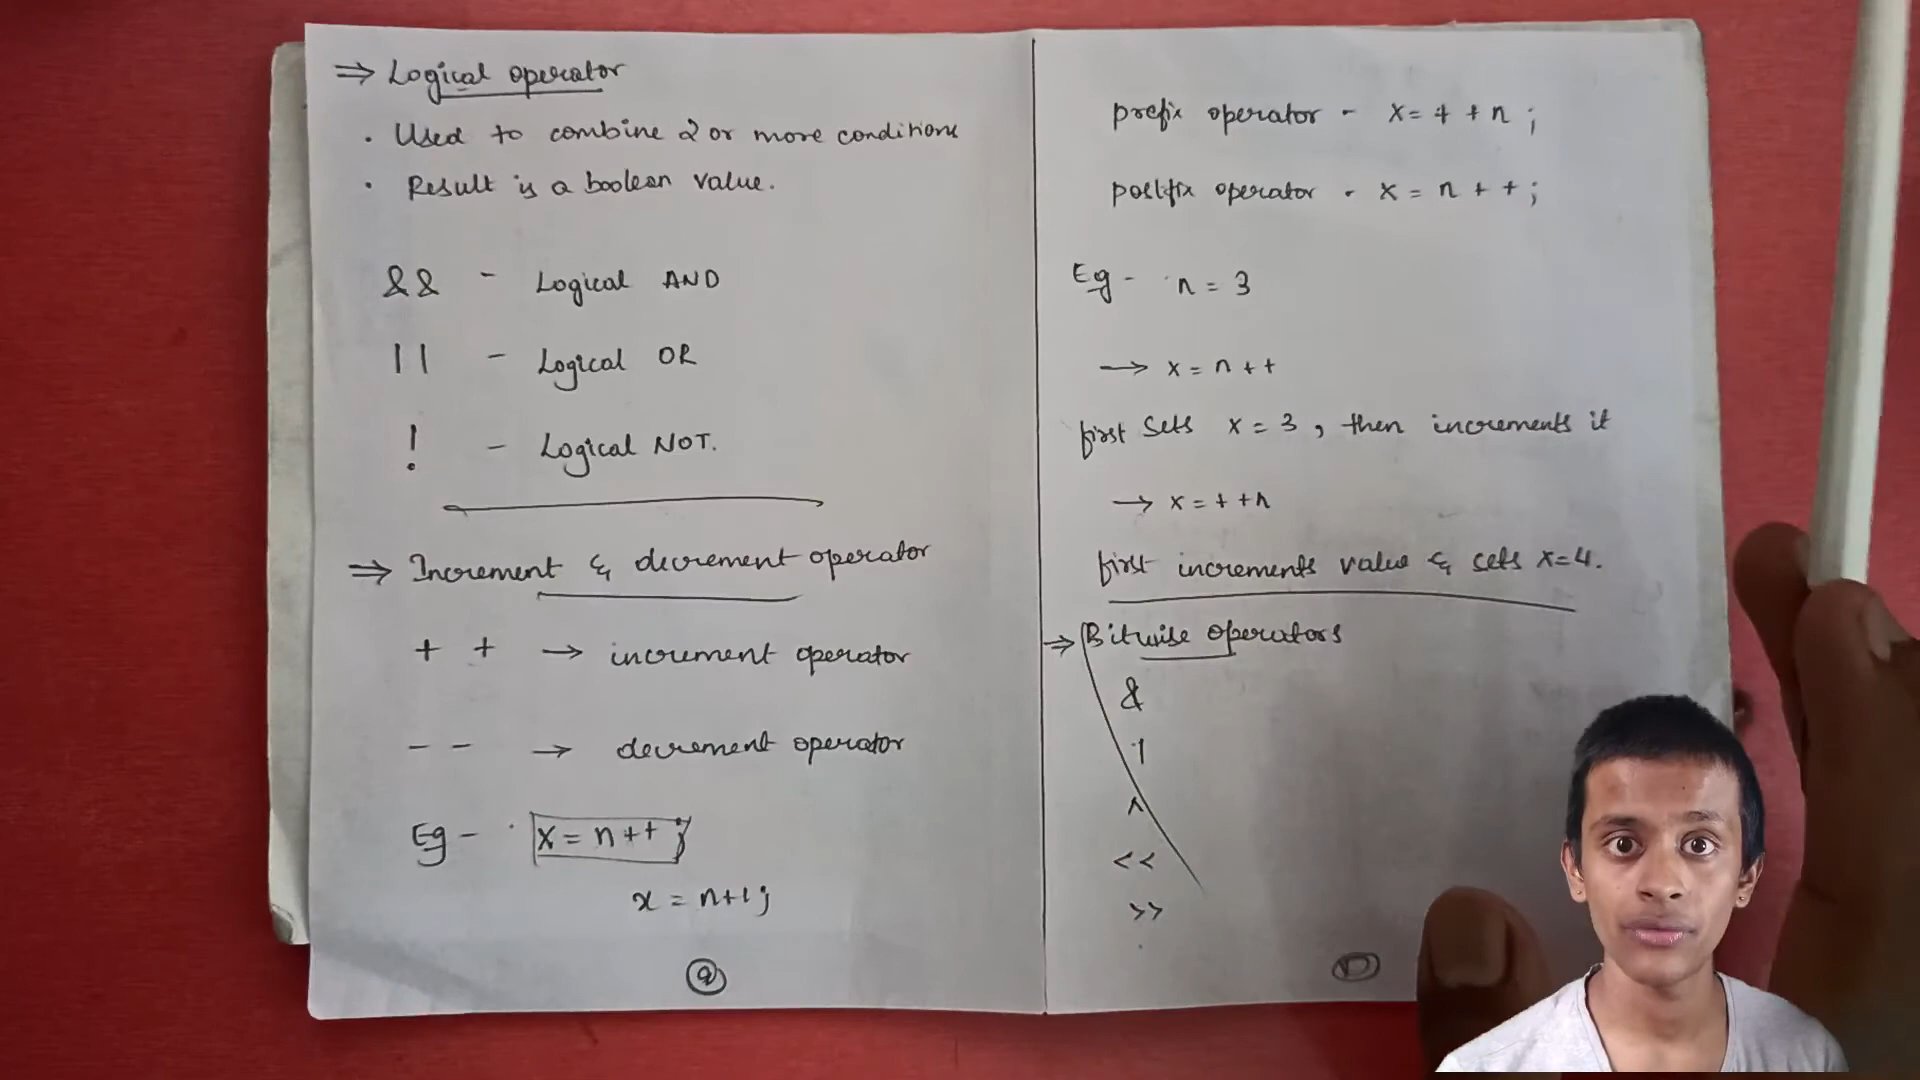 ⇒ Logical operator
· Used to combine 2 or more conditions
· Result is a boolean value.
&& - Logical AND
|| - Logical OR
! - Logical NOT.
⇒ Increment & decrement operator
+ + → increment operator
- - → decrement operator
Eg - x = n++;
x = n+1;
9
prefix operator - x = + + n ;
postfix operator - x = n + + ;
Eg - n = 3
→ x = n + +
first sets x = 3, then increments it
→ x = + + n
first increments value & sets x=4.
⇒ Bitwise operators
&
|
^
<<
>>
10